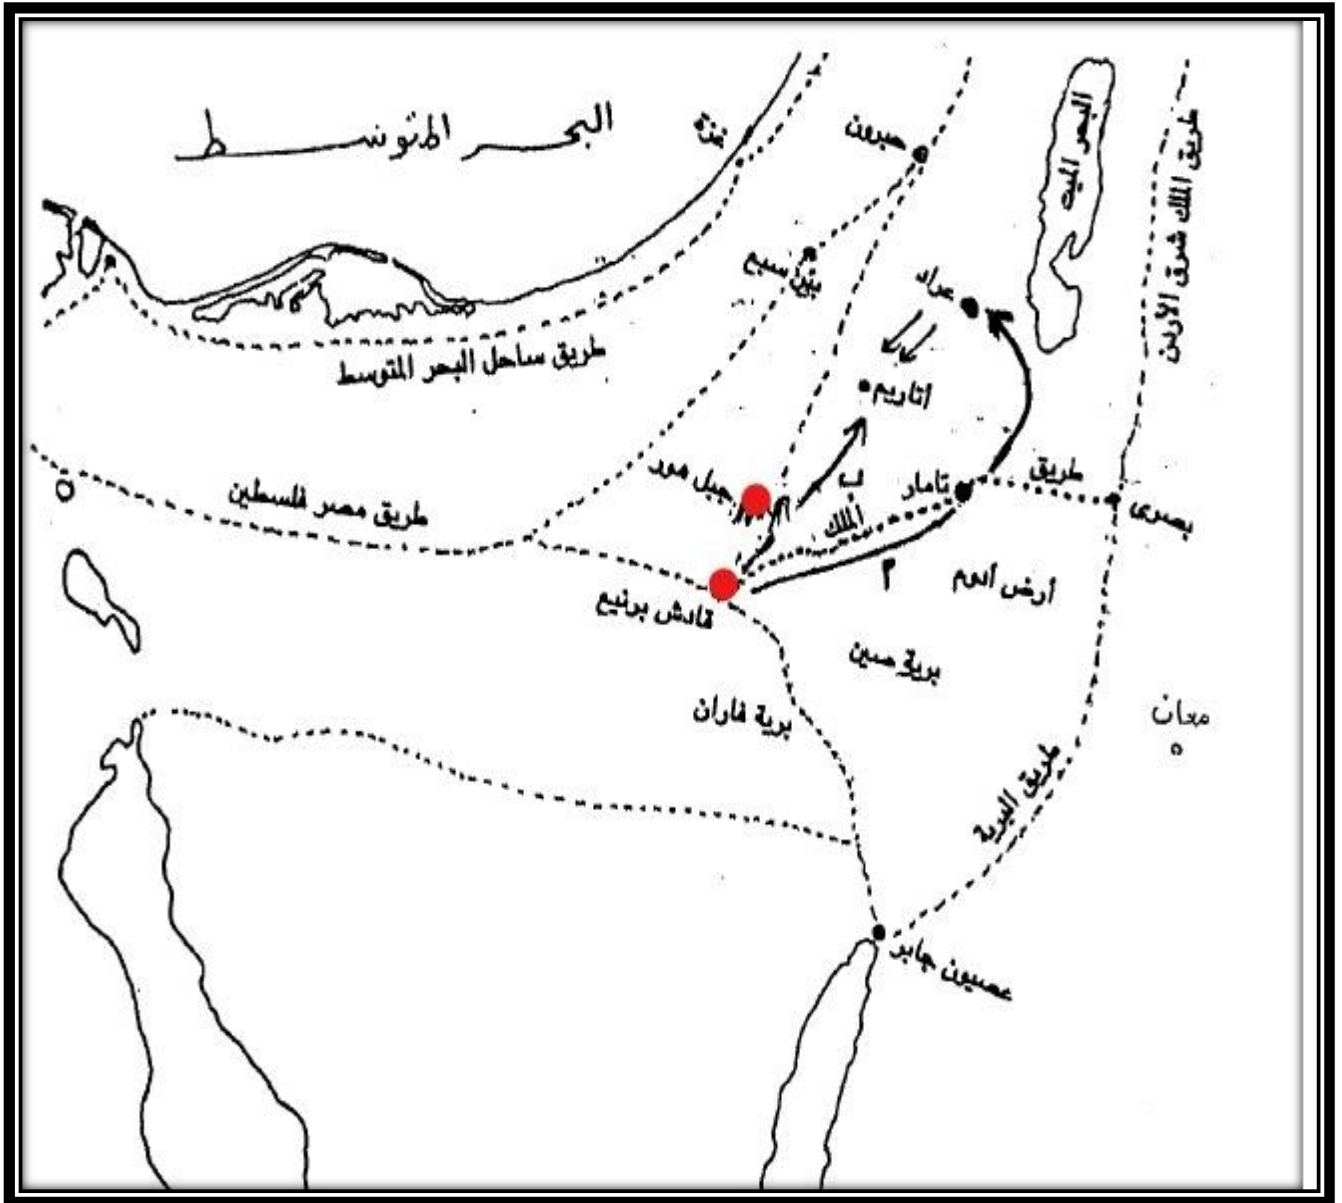 البحر المتوسط
غزة
حبرون
البحر الميت
طريق الملك شرق الأردن
بئر سبع
عراد
طريق ساحل البحر المتوسط
اتاريم
جبل هور
ب
تامار
طريق
الملك
بصرى
طريق مصر فلسطين
أ
أرض أدوم
قادش برنيع
برية صين
برية فاران
معان
طريق البرية
عصيون جابر